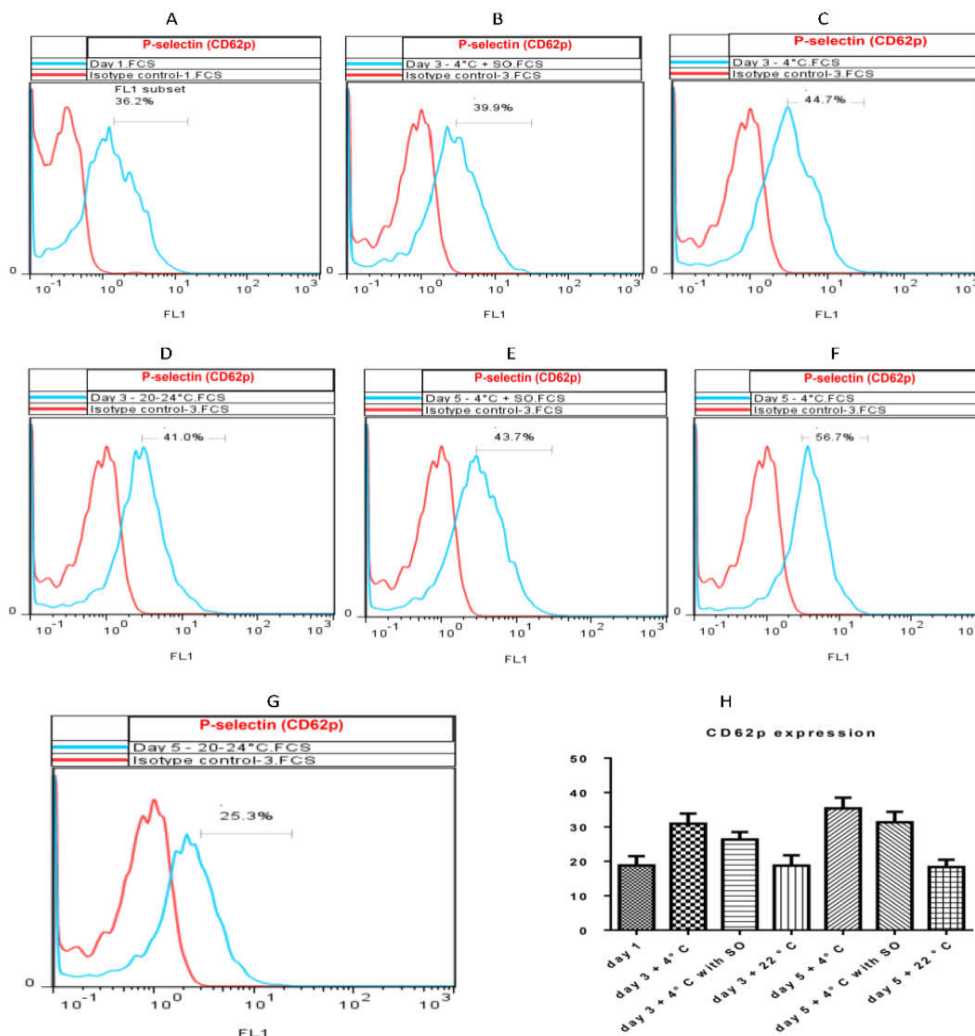 A
P-selectin (CD62p)
Day 1.FCS
Isotype control-1.FCS
FL1 subset
36.2%
0
10-1 100 101 102 103
FL1
B
P-selectin (CD62p)
Day 3 - 4°C + SO.FCS
Isotype control-3.FCS
39.9%
0
10-1 100 101 102 103
FL1
C
P-selectin (CD62p)
Day 3 - 4°C.FCS
Isotype control-3.FCS
44.7%
0
10-1 100 101 102 103
FL1
D
P-selectin (CD62p)
Day 3 - 20-24°C.FCS
Isotype control-3.FCS
41.0%
0
10-1 100 101 102 103
FL1
E
P-selectin (CD62p)
Day 5 - 4°C + SO.FCS
Isotype control-3.FCS
43.7%
0
10-1 100 101 102 103
FL1
F
P-selectin (CD62p)
Day 5 - 4°C.FCS
Isotype control-3.FCS
56.7%
0
10-1 100 101 102 103
FL1
G
P-selectin (CD62p)
Day 5 - 20-24°C.FCS
Isotype control-3.FCS
25.3%
0
10-1 100 101 102 103
FL1
H
CD62p expression
50
40
30
20
10
0
day 1
day 3 + 4° C
day 3 + 4° C with SO
day 3 + 22 ° C
day 5 + 4° C
day 5 + 4° C with SO
day 5 + 22 ° C